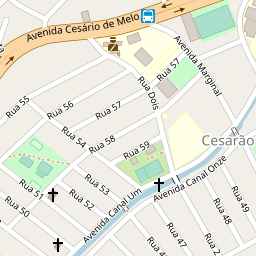 Avenida Cesário de Melo
Avenida Marginal
Rua 57
Rua Dois
Rua 55
Rua 56
Rua 57
Rua 54
Rua 58
Rua 59
Cesarão
Rua 51
Rua 53
Rua 52
Rua 50
Avenida Canal Um
Avenida Canal Onze
Rua 49
Rua 48
Rua 47
Rua 46